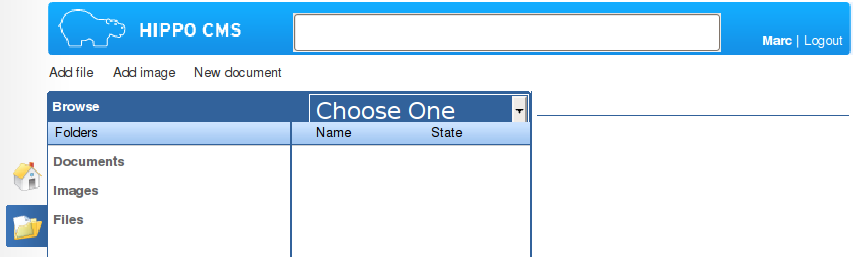 HIPPO CMS
Marc | Logout
Add file Add image New document
Browse Choose One
Folders Name State
Documents
Images
Files